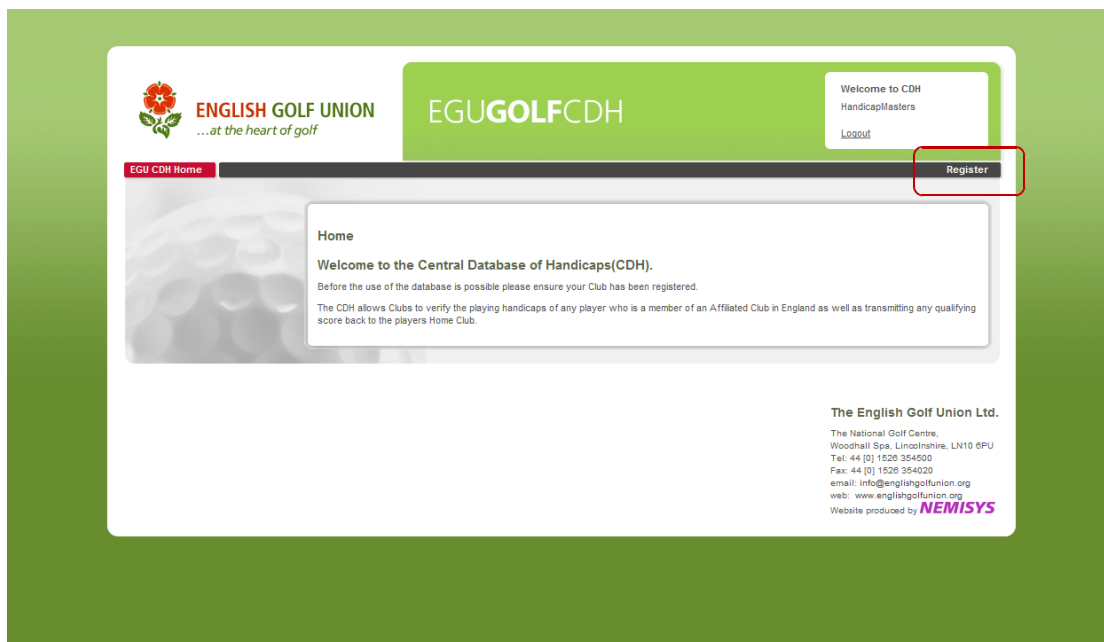 ENGLISH GOLF UNION
...at the heart of golf
EGUGOLFCDH
Welcome to CDH
HandicapMasters
Logout
EGU CDH Home
Register
Home
Welcome to the Central Database of Handicaps(CDH).
Before the use of the database is possible please ensure your Club has been registered.
The CDH allows Clubs to verify the playing handicaps of any player who is a member of an Affiliated Club in England as well as transmitting any qualifying
score back to the players Home Club.
The English Golf Union Ltd.
The National Golf Centre,
Woodhall Spa, Lincolnshire, LN10 6PU
Tel: 44 [0] 1526 354500
Fax: 44 [0] 1526 354020
email: info@englishgolfunion.org
web: www.englishgolfunion.org
Website produced by NEMISYS